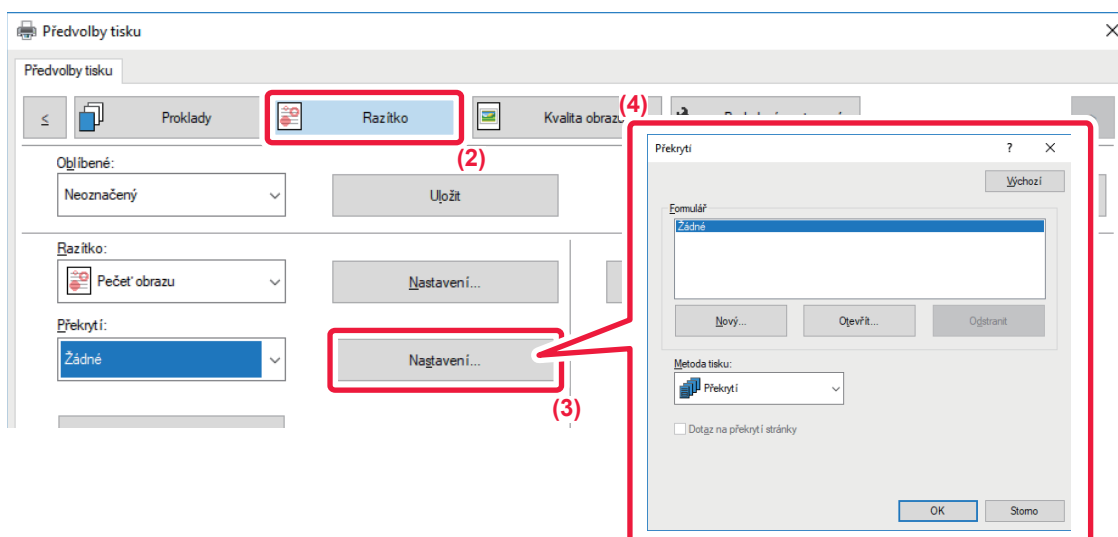 Předvolby tisku
Předvolby tisku
<
Proklady
Razítko
Kvalita obrazu
(4)
(2)
Oblíbené:
Neoznačený
Uložit
Razítko:
Pečeť obrazu
Nastavení...
Překrytí:
Žádné
Nastavení...
(3)
Překrytí
?
Výchozí
Formulář
Žádné
Nový...
Otevřít...
Odstranit
Metoda tisku:
Překrytí
Dotaz na překrytí stránky
OK
Storno